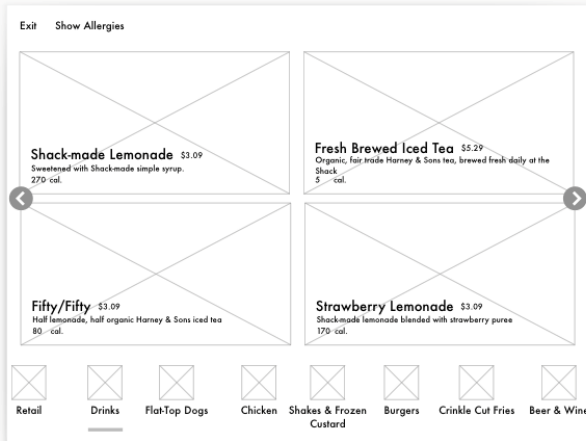 Exit Show Allergies
Shack-made Lemonade $3.09
Sweetened with Shack-made simple syrup.
270 cal.
Fresh Brewed Iced Tea $5.29
Organic, fair trade Harney & Sons tea, brewed fresh daily at the
Shack
5 cal.
Fifty/Fifty $3.09
Half lemonade, half organic Harney & Sons iced tea
80 cal.
Strawberry Lemonade $3.09
Shack-made lemonade blended with strawberry puree
170 cal.
Retail Drinks Flat-Top Dogs Chicken Shakes & Frozen Burgers Crinkle Cut Fries Beer & Wine
Custard